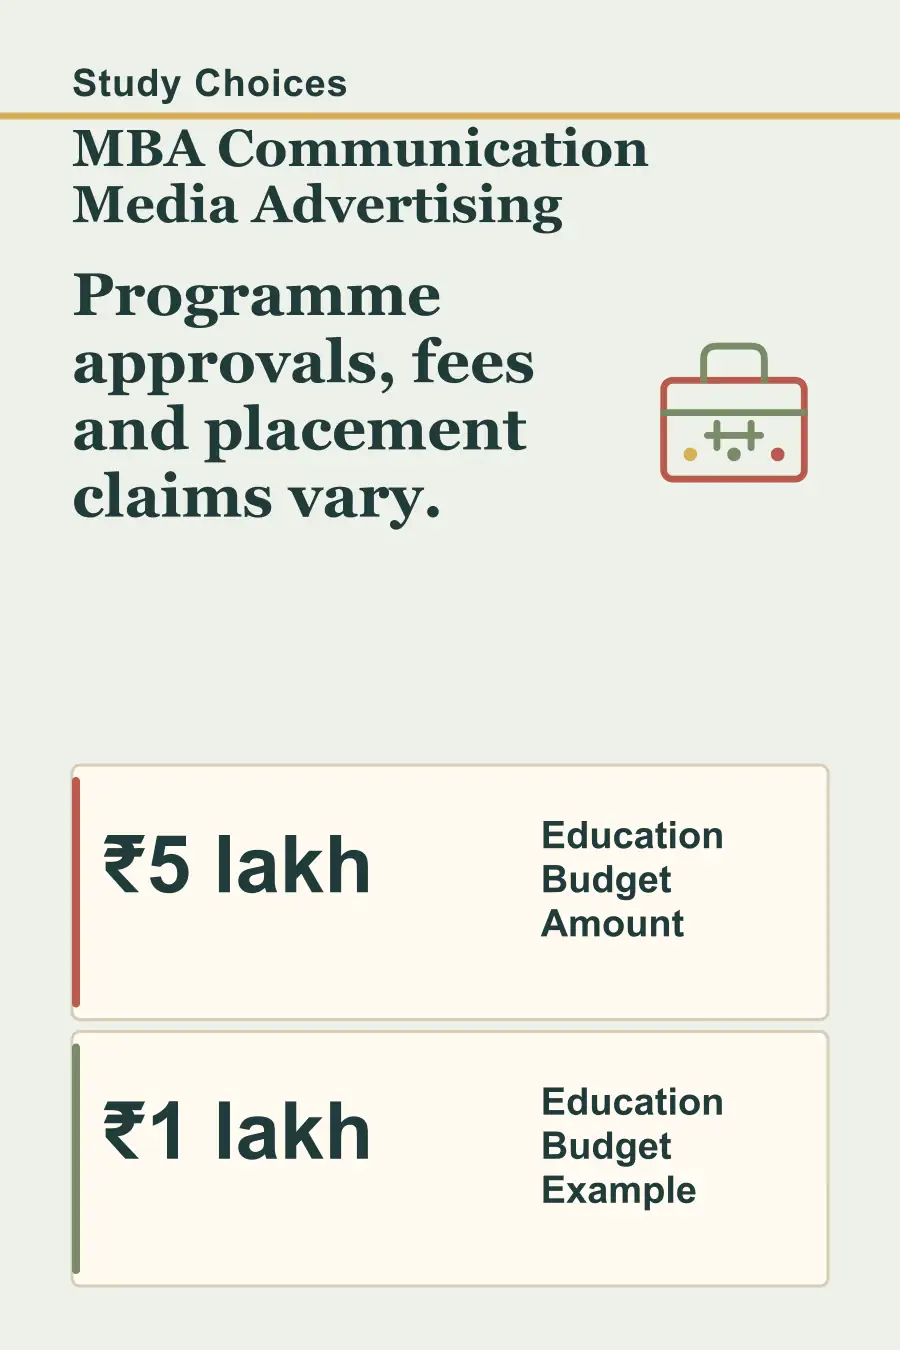 Study Choices
MBA Communication
Media Advertising
Programme
approvals, fees
and placement
claims vary.
₹5 lakh
Education
Budget
Amount
₹1 lakh
Education
Budget
Example